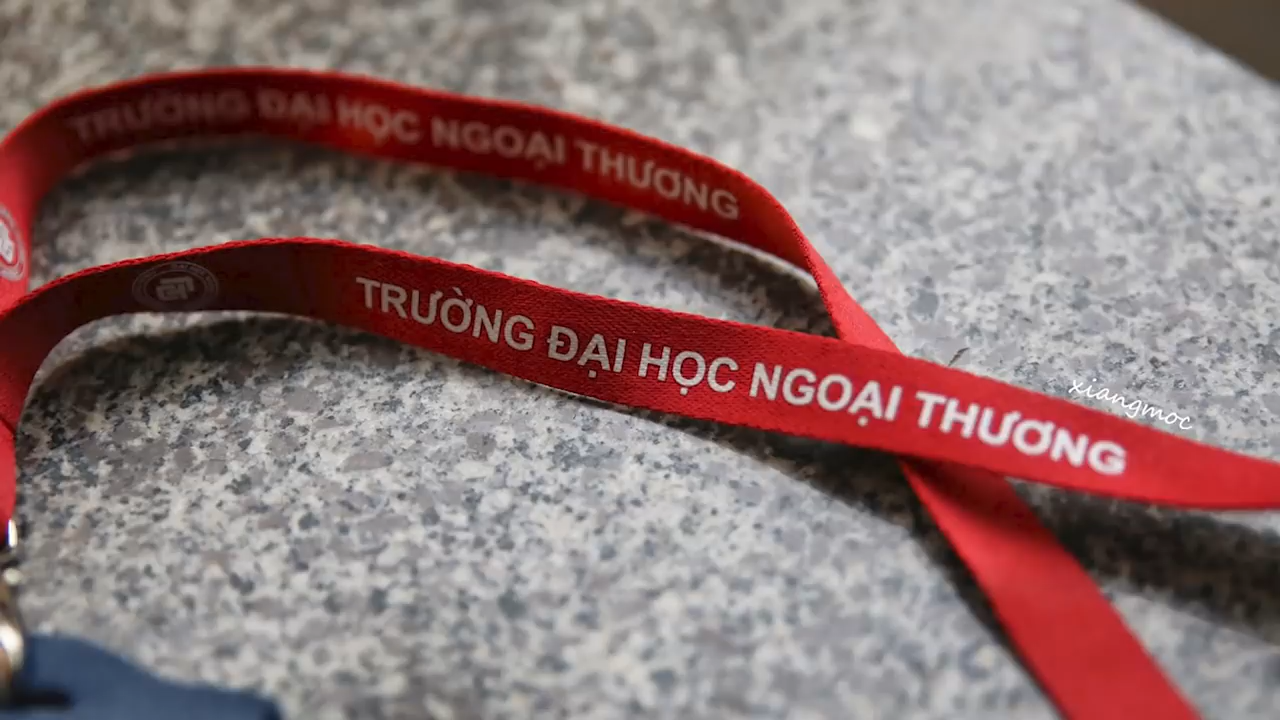 TRƯỜNG ĐẠI HỌC NGOẠI THƯƠNG
TRƯỜNG ĐẠI HỌC NGOẠI THƯƠNG
xiangmoc